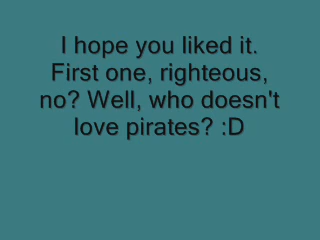 I hope you liked it.
First one, righteous,
no? Well, who doesn't
love pirates? :D